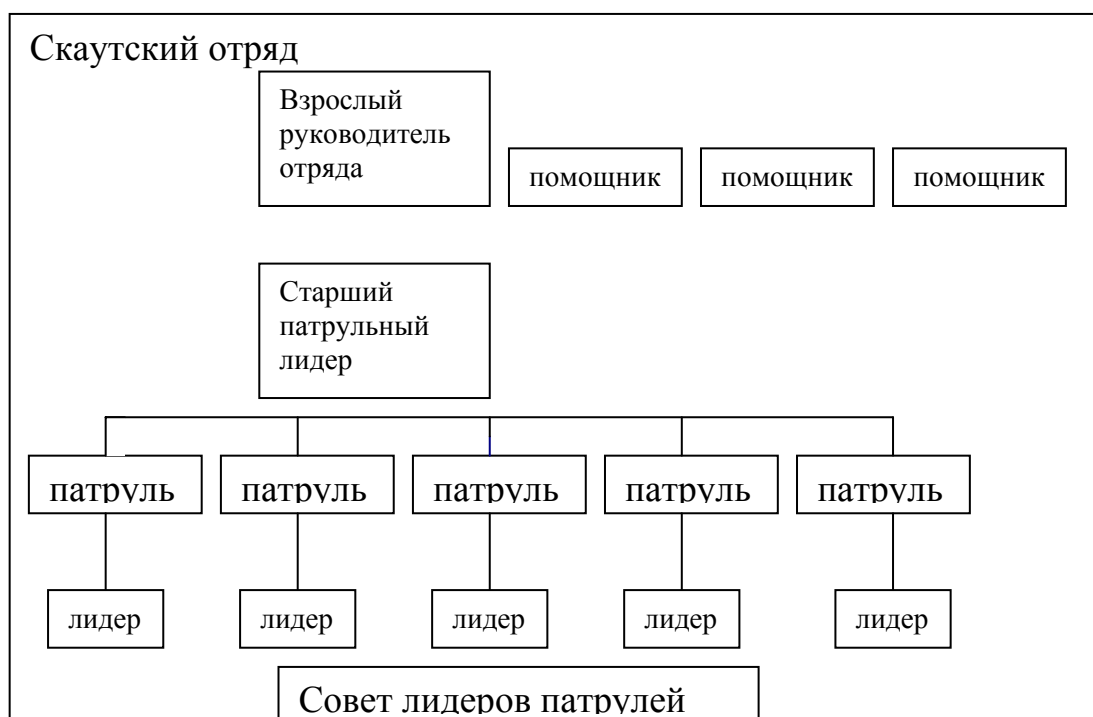 Скаутский отряд
Взрослый
руководитель
отряда
помощник помощник помощник
Старший
патрульный
лидер
патруль патруль патруль патруль патруль
лидер лидер лидер лидер лидер
Совет лидеров патрулей